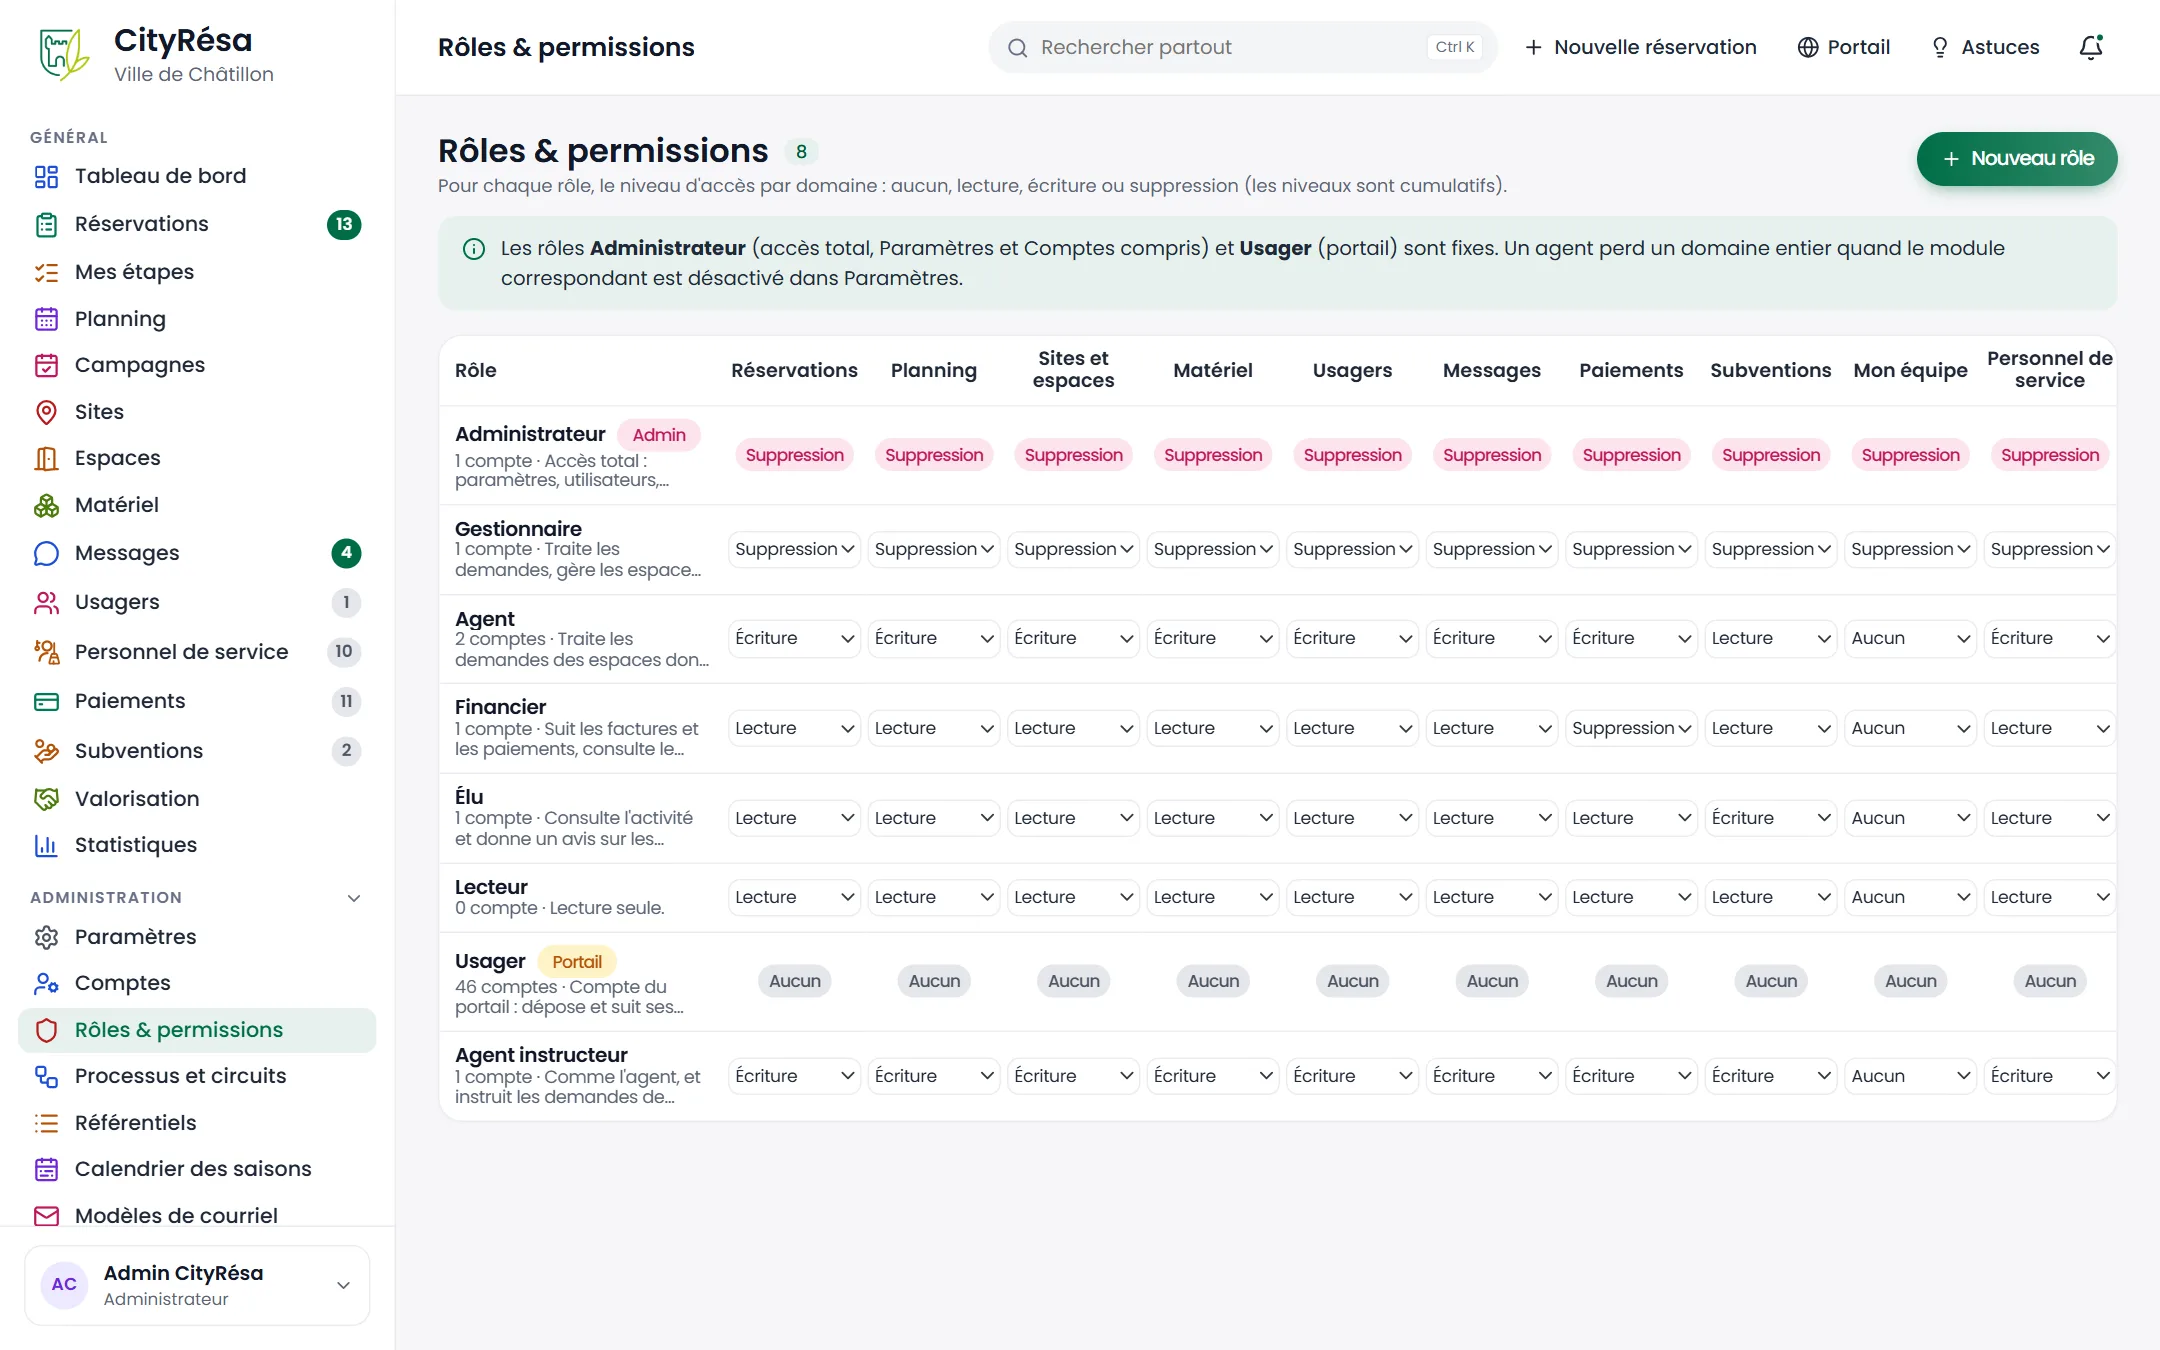 CityRésa
Ville de Châtillon
GÉNÉRAL
Tableau de bord
Réservations 13
Mes étapes
Planning
Campagnes
Sites
Espaces
Matériel
Messages 4
Usagers 1
Personnel de service 10
Paiements 11
Subventions 2
Valorisation
Statistiques
ADMINISTRATION
Paramètres
Comptes
Rôles & permissions
Processus et circuits
Référentiels
Calendrier des saisons
Modèles de courriel
AC
Admin CityRésa
Administrateur
Rôles & permissions
Rechercher partout Ctrl K
Nouvelle réservation
Portail
Astuces
Rôles & permissions 8
Pour chaque rôle, le niveau d'accès par domaine : aucun, lecture, écriture ou suppression (les niveaux sont cumulatifs).
+ Nouveau rôle
Les rôles Administrateur (accès total, Paramètres et Comptes compris) et Usager (portail) sont fixes. Un agent perd un domaine entier quand le module
correspondant est désactivé dans Paramètres.
Rôle Réservations Planning Sites et espaces Matériel Usagers Messages Paiements Subventions Mon équipe Personnel de service
Administrateur Admin
1 compte · Accès total :
paramètres, utilisateurs,...
Suppression Suppression Suppression Suppression Suppression Suppression Suppression Suppression Suppression Suppression
Gestionnaire
1 compte · Traite les
demandes, gère les espace...
Suppression Suppression Suppression Suppression Suppression Suppression Suppression Suppression Suppression Suppression
Agent
2 comptes · Traite les
demandes des espaces don...
Écriture Écriture Écriture Écriture Écriture Écriture Écriture Lecture Aucun Écriture
Financier
1 compte · Suit les factures et
les paiements, consulte le...
Lecture Lecture Lecture Lecture Lecture Lecture Suppression Lecture Aucun Lecture
Élu
1 compte · Consulte l'activité
et donne un avis sur les...
Lecture Lecture Lecture Lecture Lecture Lecture Lecture Écriture Aucun Lecture
Lecteur
0 compte · Lecture seule.
Lecture Lecture Lecture Lecture Lecture Lecture Lecture Lecture Aucun Lecture
Usager Portail
46 comptes · Compte du
portail : dépose et suit ses...
Aucun Aucun Aucun Aucun Aucun Aucun Aucun Aucun Aucun Aucun
Agent instructeur
1 compte · Comme l'agent, et
instruit les demandes de...
Écriture Écriture Écriture Écriture Écriture Écriture Écriture Écriture Aucun Écriture